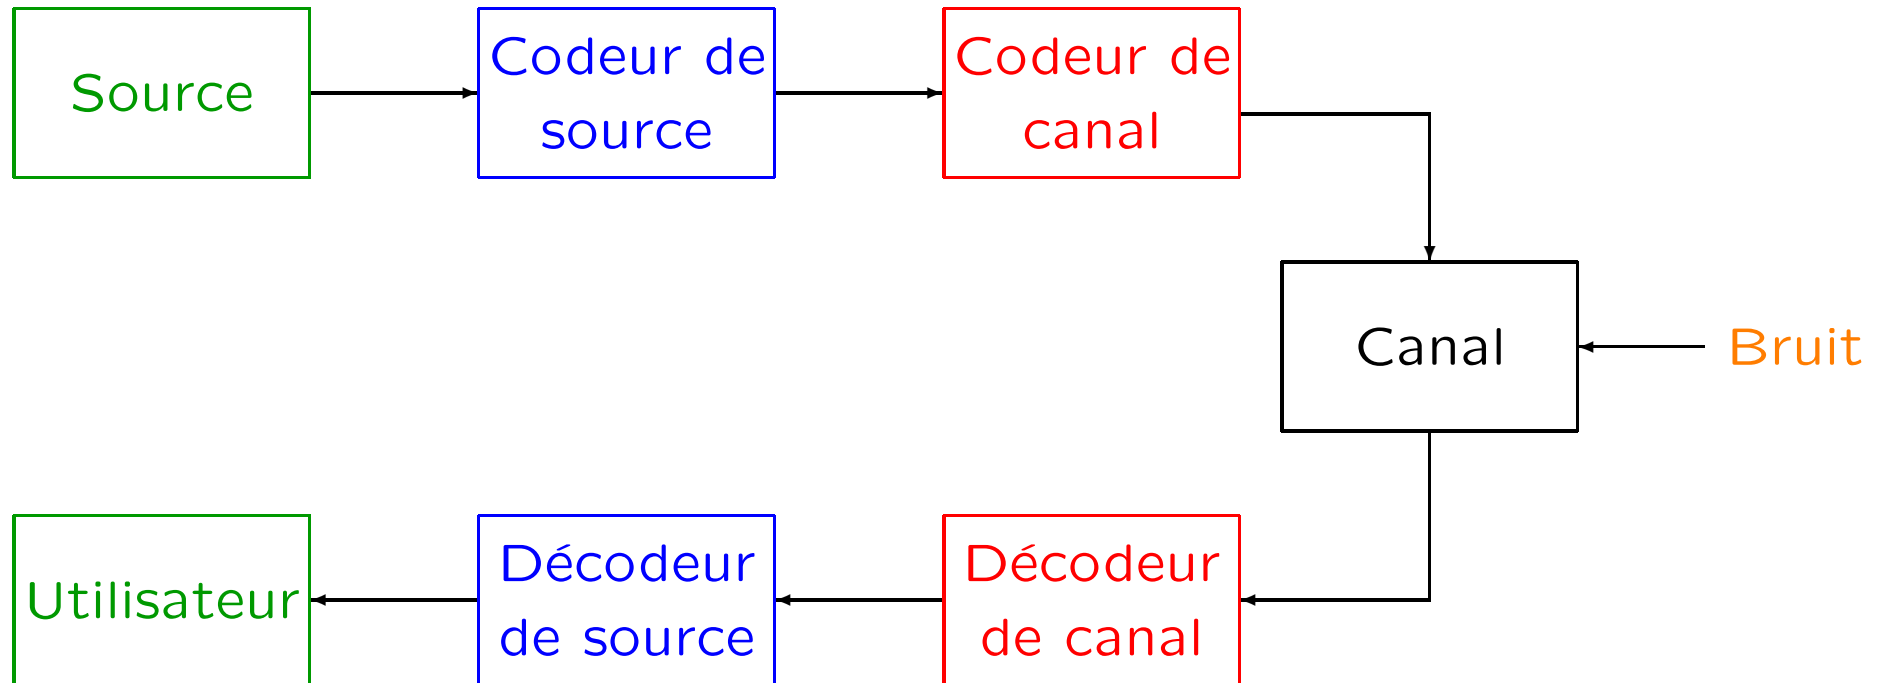 Source
Codeur de
source
Codeur de
canal
Canal
Bruit
Utilisateur
Décodeur
de source
Décodeur
de canal